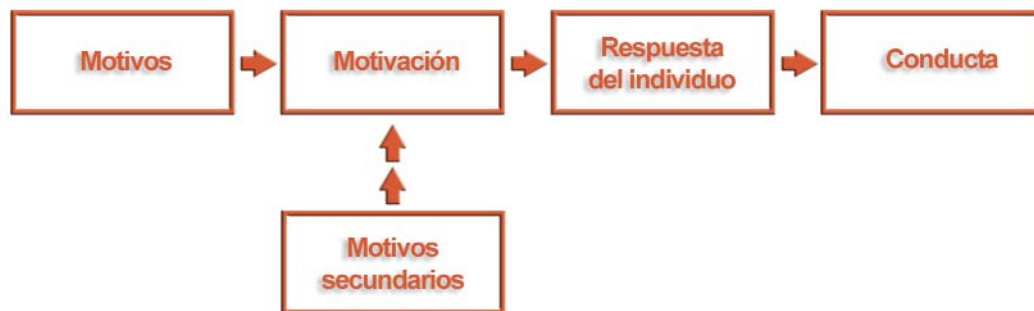 Motivos
Motivación
Respuesta
del individuo
Conducta
Motivos
secundarios